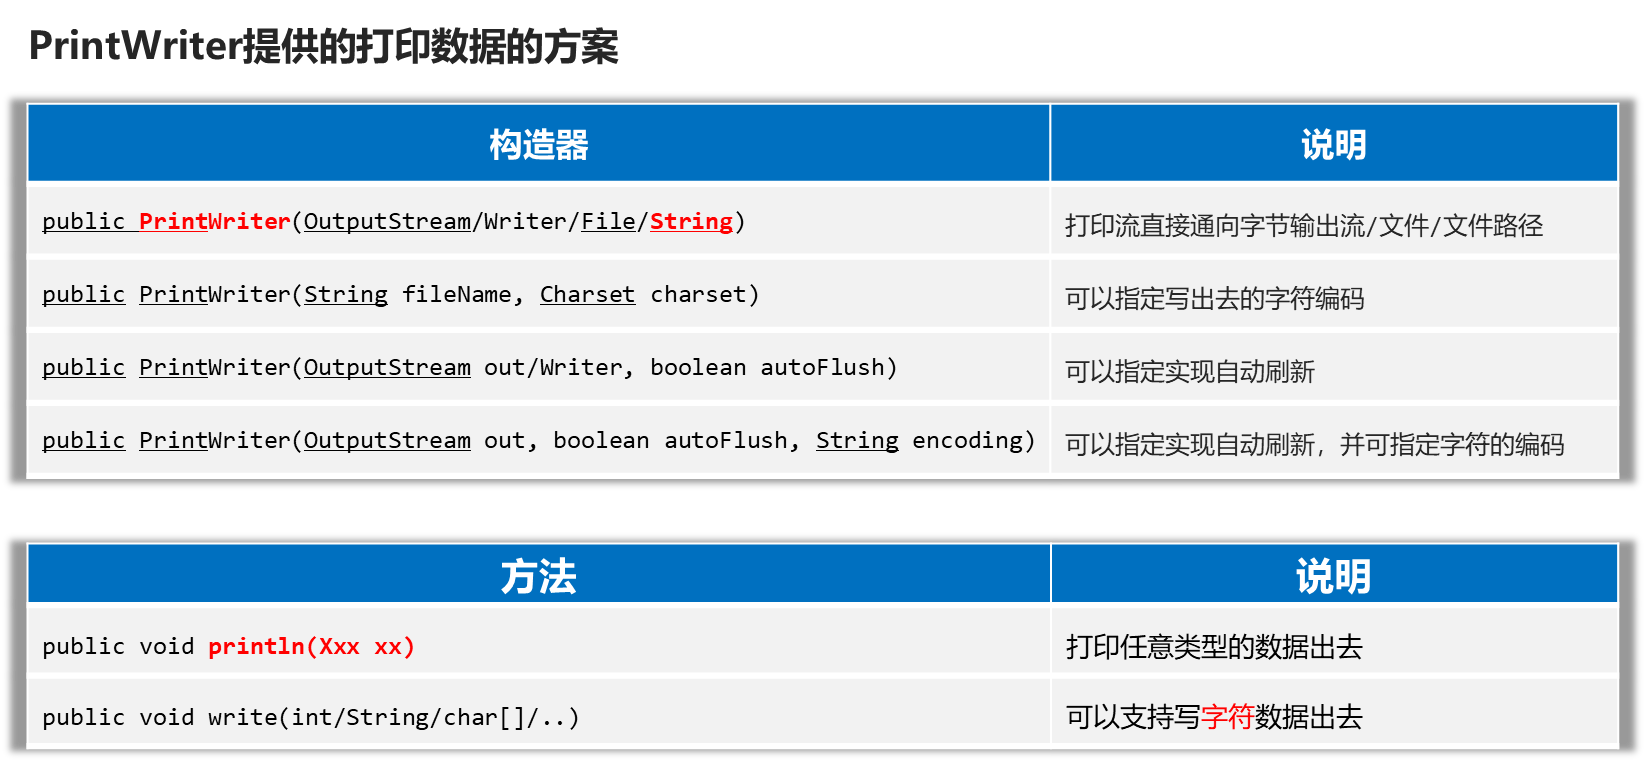 PrintWriter提供的打印数据的方案
构造器 说明
public PrintWriter(OutputStream/Writer/File/String) 打印流直接通向字节输出流/文件/文件路径
public PrintWriter(String fileName, Charset charset) 可以指定写出去的字符编码
public PrintWriter(OutputStream out/Writer, boolean autoFlush) 可以指定实现自动刷新
public PrintWriter(OutputStream out, boolean autoFlush, String encoding) 可以指定实现自动刷新，并可指定字符的编码
方法 说明
public void println(Xxx xx) 打印任意类型的数据出去
public void write(int/String/char[]/..) 可以支持写字符数据出去